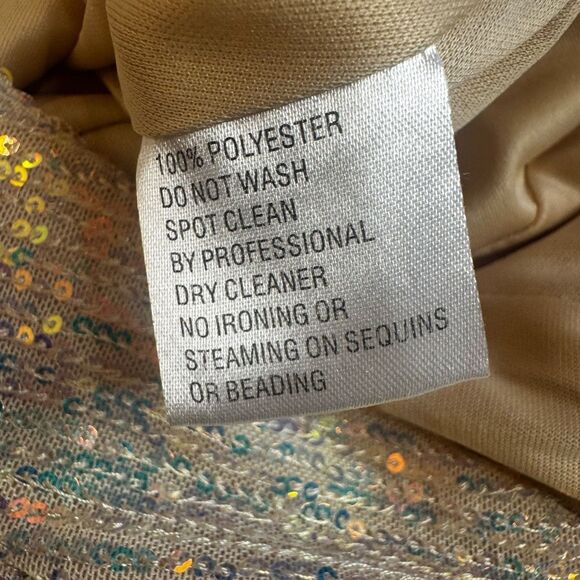 100% POLYESTER
DO NOT WASH
SPOT CLEAN
BY PROFESSIONAL
DRY CLEANER
NO IRONING OR
STEAMING ON SEQUINS
OR BEADING